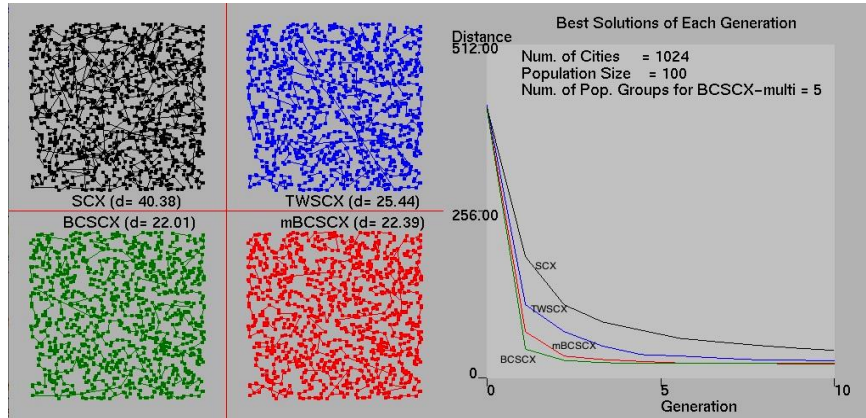 SCX (d= 40.38)
TWSCX (d= 25.44)
BCSCX (d= 22.01)
mBCSCX (d= 22.39)
Best Solutions of Each Generation
Distance
512.00
Num. of Cities = 1024
Population Size = 100
Num. of Pop. Groups for BCSCX-multi = 5
256.00
SCX
TWSCX
mBCSCX
BCSCX
0
0
5
10
Generation